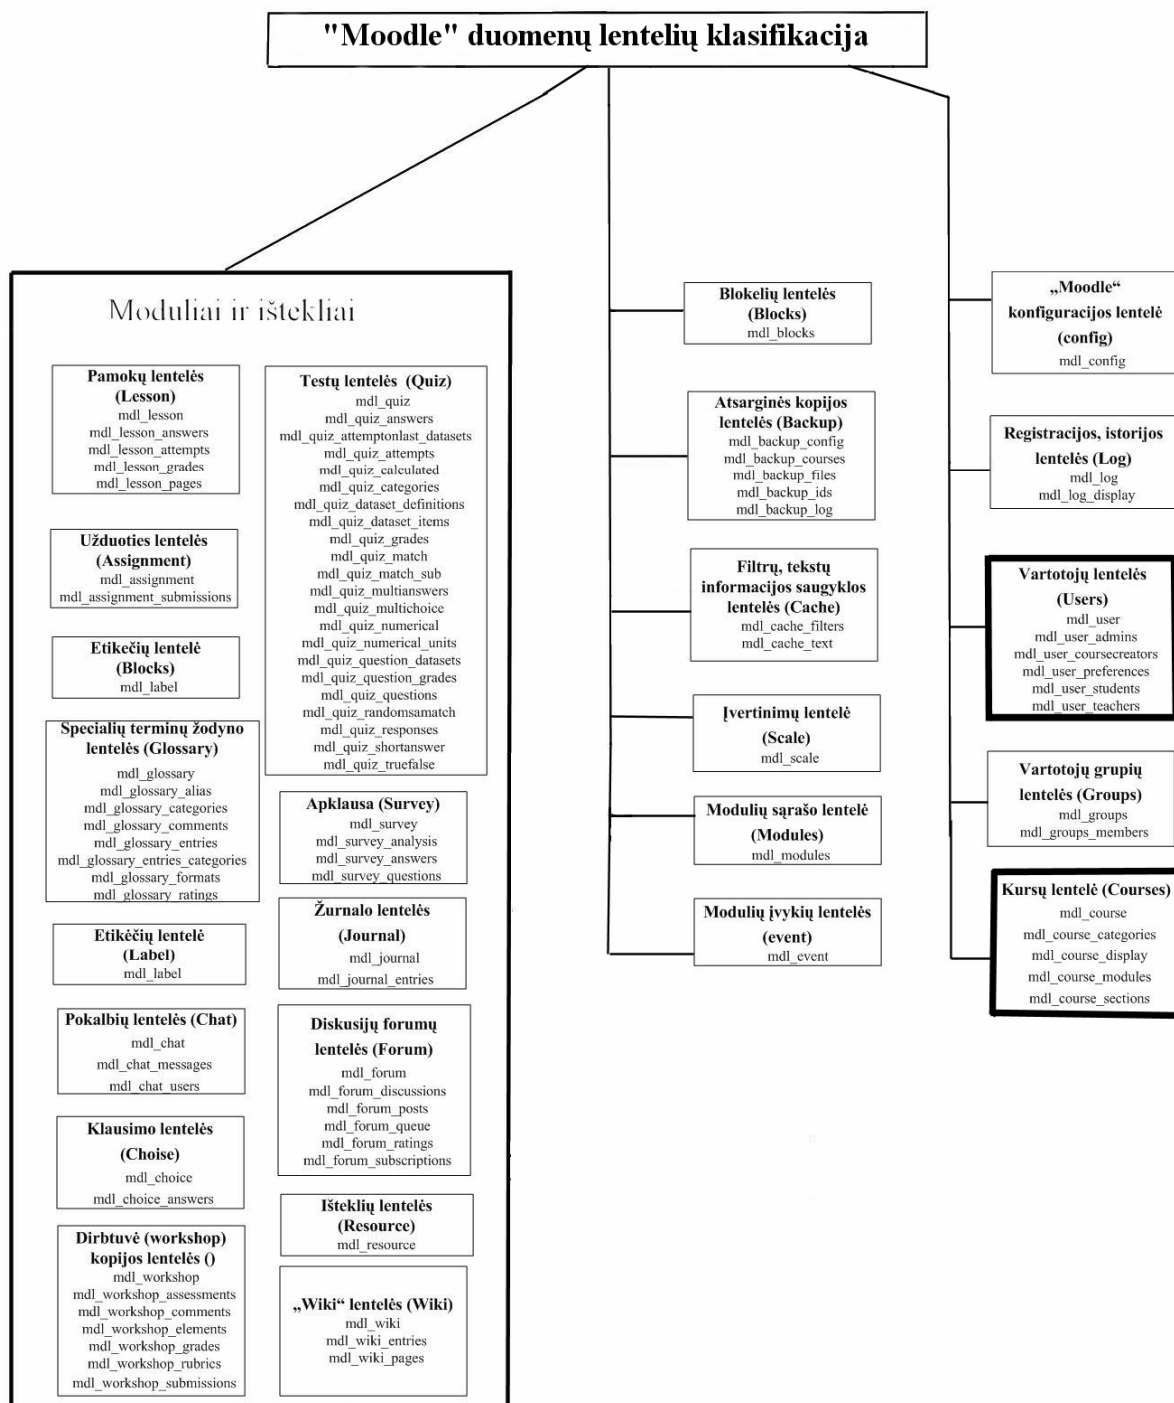 "Moodle" duomenų lentelių klasifikacija
Moduliai ir ištekliai
Pamokų lentelės
(Lesson)
mdl_lesson
mdl_lesson_answers
mdl_lesson_attempts
mdl_lesson_grades
mdl_lesson_pages
Užduoties lentelės
(Assignment)
mdl_assignment
mdl_assignment_submissions
Etikečių lentelė
(Blocks)
mdl_label
Specialių terminų žodyno
lentelės (Glossary)
mdl_glossary
mdl_glossary_alias
mdl_glossary_categories
mdl_glossary_comments
mdl_glossary_entries
mdl_glossary_entries_categories
mdl_glossary_formats
mdl_glossary_ratings
Etikėčių lentelė
(Label)
mdl_label
Pokalbių lentelės (Chat)
mdl_chat
mdl_chat_messages
mdl_chat_users
Klausimo lentelės
(Choise)
mdl_choice
mdl_choice_answers
Dirbtuvė (workshop)
kopijos lentelės ()
mdl_workshop
mdl_workshop_assessments
mdl_workshop_comments
mdl_workshop_elements
mdl_workshop_grades
mdl_workshop_rubrics
mdl_workshop_submissions
Testų lentelės (Quiz)
mdl_quiz
mdl_quiz_answers
mdl_quiz_attemptonlast_datasets
mdl_quiz_attempts
mdl_quiz_calculated
mdl_quiz_categories
mdl_quiz_dataset_definitions
mdl_quiz_dataset_items
mdl_quiz_grades
mdl_quiz_match
mdl_quiz_match_sub
mdl_quiz_multianswers
mdl_quiz_multichoice
mdl_quiz_numerical
mdl_quiz_numerical_units
mdl_quiz_question_datasets
mdl_quiz_question_grades
mdl_quiz_questions
mdl_quiz_randomsamatch
mdl_quiz_responses
mdl_quiz_shortanswer
mdl_quiz_truefalse
Apklausa (Survey)
mdl_survey
mdl_survey_analysis
mdl_survey_answers
mdl_survey_questions
Žurnalo lentelės
(Journal)
mdl_journal
mdl_journal_entries
Diskusijų forumų
lentelės (Forum)
mdl_forum
mdl_forum_discussions
mdl_forum_posts
mdl_forum_queue
mdl_forum_ratings
mdl_forum_subscriptions
Išteklių lentelės
(Resource)
mdl_resource
„Wiki“ lentelės (Wiki)
mdl_wiki
mdl_wiki_entries
mdl_wiki_pages
Blokelių lentelės
(Blocks)
mdl_blocks
Atsarginės kopijos
lentelės (Backup)
mdl_backup_config
mdl_backup_courses
mdl_backup_files
mdl_backup_ids
mdl_backup_log
Filtrų, tekstų
informacijos saugyklos
lentelės (Cache)
mdl_cache_filters
mdl_cache_text
Įvertinimų lentelė
(Scale)
mdl_scale
Modulių sąrašo lentelė
(Modules)
mdl_modules
Modulių įvykių lentelės
(event)
mdl_event
„Moodle“
konfiguracijos lentelė
(config)
mdl_config
Registracijos, istorijos
lentelės (Log)
mdl_log
mdl_log_display
Vartotojų lentelės
(Users)
mdl_user
mdl_user_admins
mdl_user_coursecreators
mdl_user_preferences
mdl_user_students
mdl_user_teachers
Vartotojų grupių
lentelės (Groups)
mdl_groups
mdl_groups_members
Kursų lentelė (Courses)
mdl_course
mdl_course_categories
mdl_course_display
mdl_course_modules
mdl_course_sections